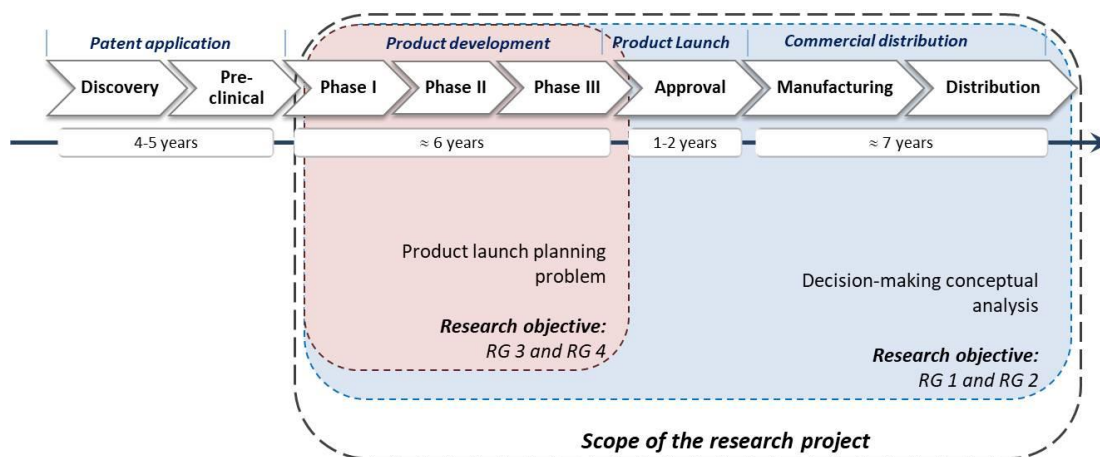 Patent application
Product development
Product Launch
Commercial distribution
Discovery
Pre-
clinical
Phase I
Phase II
Phase III
Approval
Manufacturing
Distribution
4-5 years
≈ 6 years
1-2 years
≈ 7 years
Product launch planning
problem
Research objective:
RG 3 and RG 4
Decision-making conceptual
analysis
Research objective:
RG 1 and RG 2
Scope of the research project